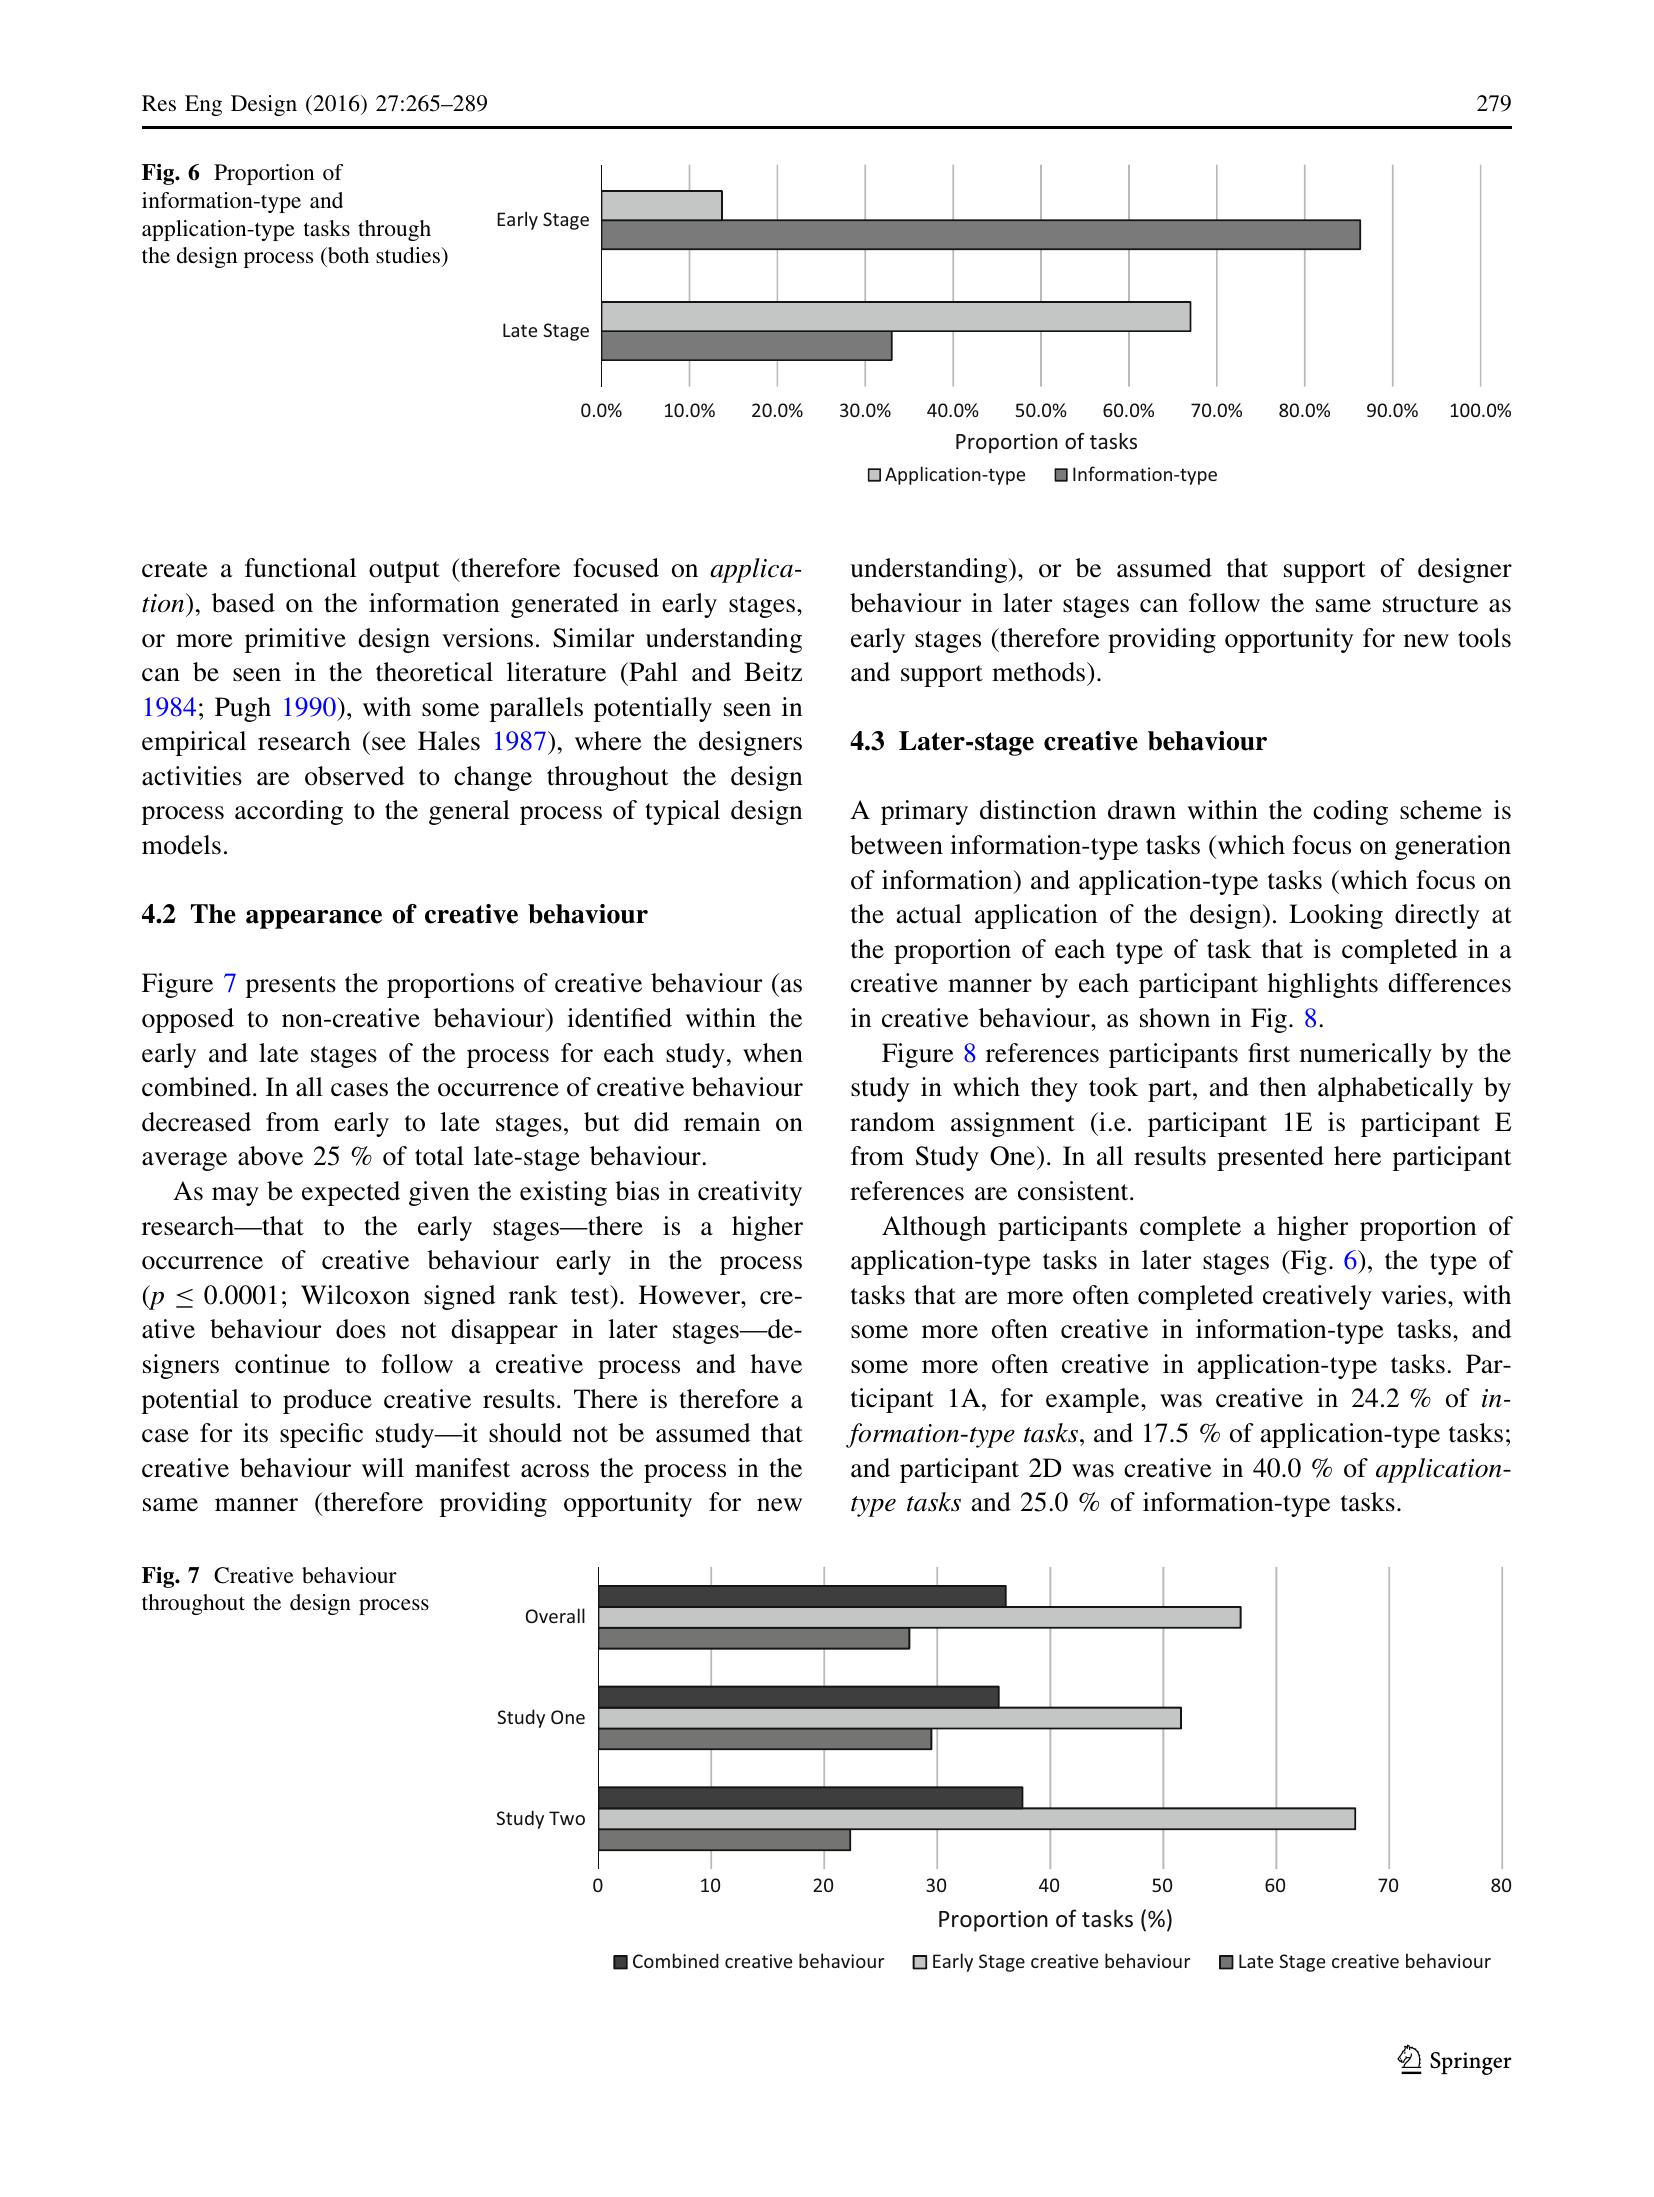 Res Eng Design (2016) 27:265–289
279
Fig. 6 Proportion of
information-type and
application-type tasks through
the design process (both studies)
Early Stage
Late Stage
0.0% 10.0% 20.0% 30.0% 40.0% 50.0% 60.0% 70.0% 80.0% 90.0% 100.0%
Proportion of tasks
Application-type Information-type
create a functional output (therefore focused on applica-
tion), based on the information generated in early stages,
or more primitive design versions. Similar understanding
can be seen in the theoretical literature (Pahl and Beitz
1984; Pugh 1990), with some parallels potentially seen in
empirical research (see Hales 1987), where the designers
activities are observed to change throughout the design
process according to the general process of typical design
models.
4.2 The appearance of creative behaviour
Figure 7 presents the proportions of creative behaviour (as
opposed to non-creative behaviour) identified within the
early and late stages of the process for each study, when
combined. In all cases the occurrence of creative behaviour
decreased from early to late stages, but did remain on
average above 25 % of total late-stage behaviour.
As may be expected given the existing bias in creativity
research—that to the early stages—there is a higher
occurrence of creative behaviour early in the process
(p ≤ 0.0001; Wilcoxon signed rank test). However, cre-
ative behaviour does not disappear in later stages—de-
signers continue to follow a creative process and have
potential to produce creative results. There is therefore a
case for its specific study—it should not be assumed that
creative behaviour will manifest across the process in the
same manner (therefore providing opportunity for new
understanding), or be assumed that support of designer
behaviour in later stages can follow the same structure as
early stages (therefore providing opportunity for new tools
and support methods).
4.3 Later-stage creative behaviour
A primary distinction drawn within the coding scheme is
between information-type tasks (which focus on generation
of information) and application-type tasks (which focus on
the actual application of the design). Looking directly at
the proportion of each type of task that is completed in a
creative manner by each participant highlights differences
in creative behaviour, as shown in Fig. 8.
Figure 8 references participants first numerically by the
study in which they took part, and then alphabetically by
random assignment (i.e. participant 1E is participant E
from Study One). In all results presented here participant
references are consistent.
Although participants complete a higher proportion of
application-type tasks in later stages (Fig. 6), the type of
tasks that are more often completed creatively varies, with
some more often creative in information-type tasks, and
some more often creative in application-type tasks. Par-
ticipant 1A, for example, was creative in 24.2 % of in-
formation-type tasks, and 17.5 % of application-type tasks;
and participant 2D was creative in 40.0 % of application-
type tasks and 25.0 % of information-type tasks.
Fig. 7 Creative behaviour
throughout the design process
Overall
Study One
Study Two
0 10 20 30 40 50 60 70 80
Proportion of tasks (%)
Combined creative behaviour Early Stage creative behaviour Late Stage creative behaviour
Springer